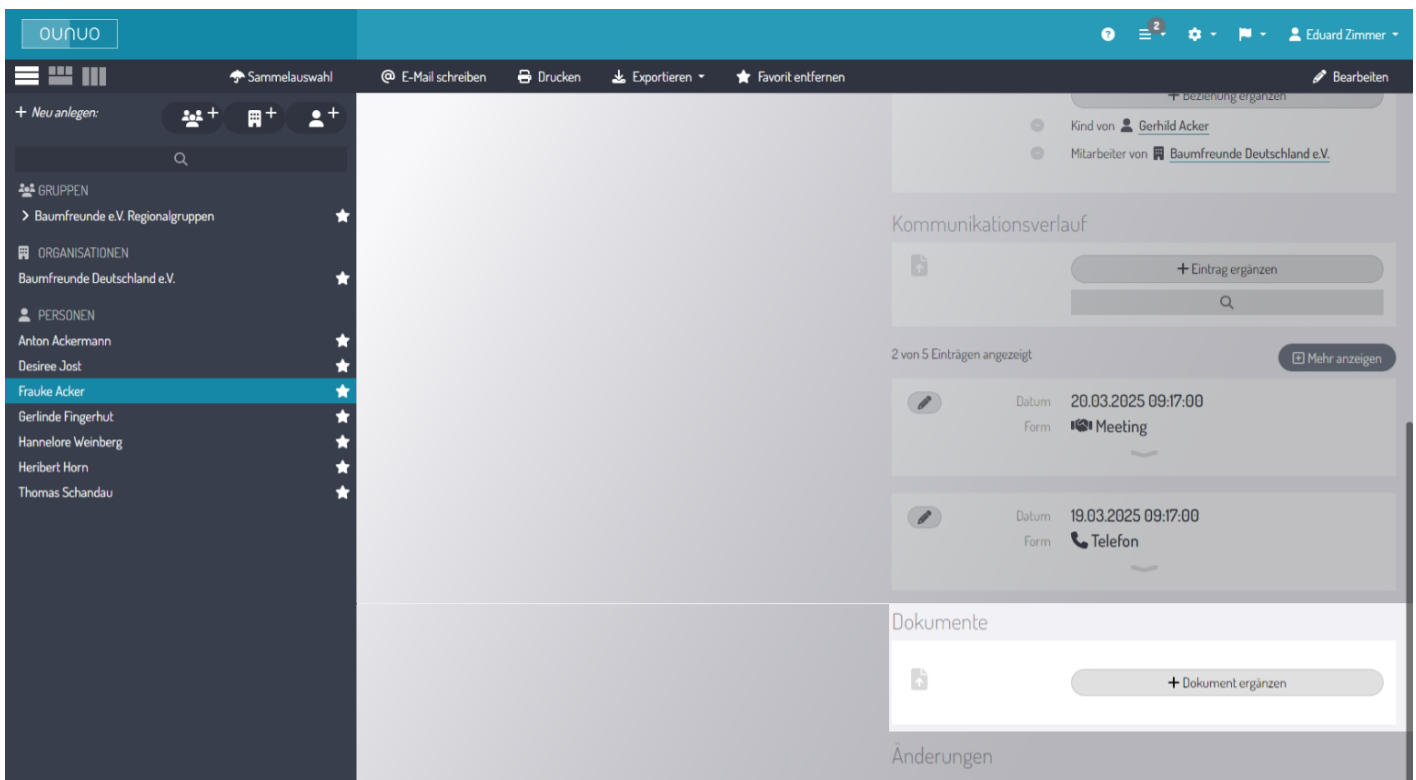 ounuo
2
Eduard Zimmer
Sammelauswahl
E-Mail schreiben
Drucken
Exportieren
Favorit entfernen
Bearbeiten
+ Neu anlegen:
GRUPPEN
Baumfreunde e.V. Regionalgruppen
ORGANISATIONEN
Baumfreunde Deutschland e.V.
PERSONEN
Anton Ackermann
Desiree Jost
Frauke Acker
Gerlinde Fingerhut
Hannelore Weinberg
Heribert Horn
Thomas Schandau
+ Beziehung ergänzen
Kind von Gerhild Acker
Mitarbeiter von Baumfreunde Deutschland e.V.
Kommunikationsverlauf
+ Eintrag ergänzen
2 von 5 Einträgen angezeigt
Mehr anzeigen
Datum 20.03.2025 09:17:00
Form Meeting
Datum 19.03.2025 09:17:00
Form Telefon
Dokumente
+ Dokument ergänzen
Änderungen